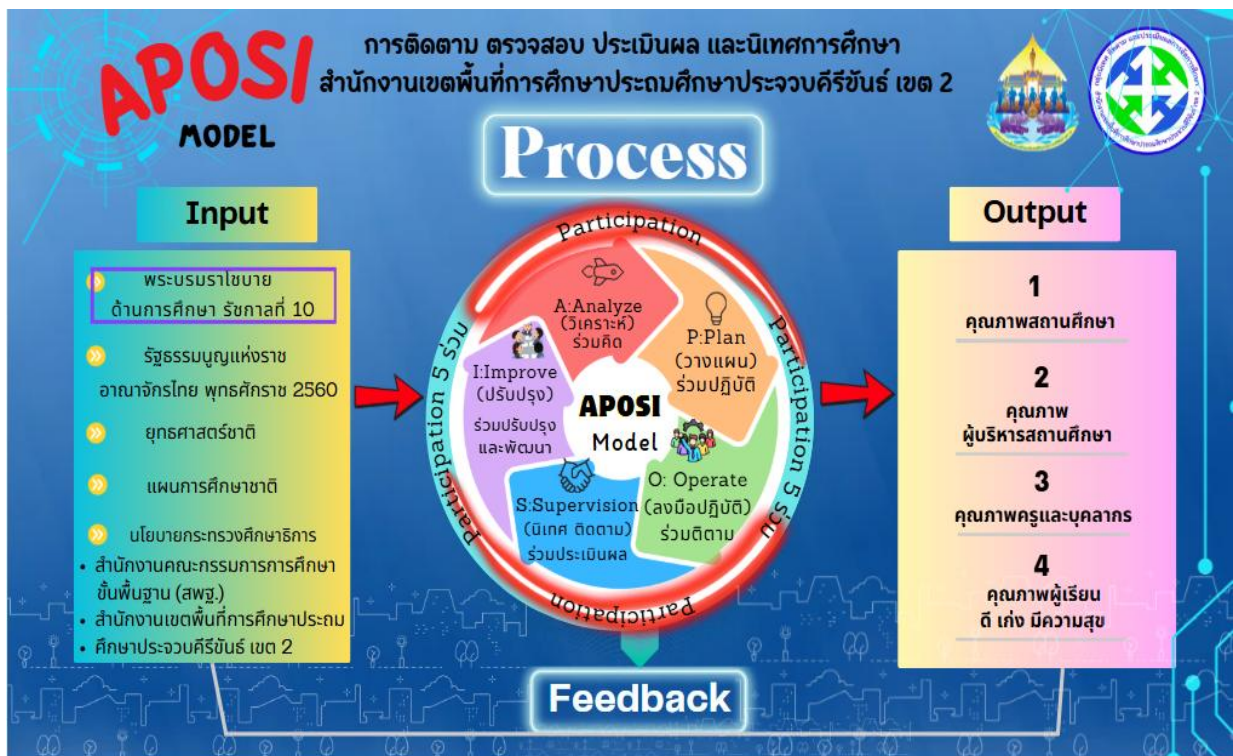 APOSI
MODEL
การติดตาม ตรวจสอบ ประเมินผล และนิเทศการศึกษา
สำนักงานเขตพื้นที่การศึกษาประถมศึกษาประจวบคีรีขันธ์ เขต 2
Process
Input
พระบรมราโชบาย
ด้านการศึกษา รัชกาลที่ 10
รัฐธรรมนูญแห่งราช
อาณาจักรไทย พุทธศักราช 2560
ยุทธศาสตร์ชาติ
แผนการศึกษาชาติ
นโยบายกระทรวงศึกษาธิการ
• สำนักงานคณะกรรมการการศึกษา
ขั้นพื้นฐาน (สพฐ.)
• สำนักงานเขตพื้นที่การศึกษาประถม
• ศึกษาประจวบคีรีขันธ์ เขต 2
Participation
Participation 5 ร่วม
Participation
Participation 5 ร่วม
A:Analyze
(วิเคราะห์)
ร่วมคิด
P:Plan
(วางแผน)
ร่วมปฏิบัติ
O: Operate
(ลงมือปฏิบัติ)
ร่วมติตาม
S:Supervision
(นิเทศ ติดตาม)
ร่วมประเมินผล
I:Improve
(ปรับปรุง)
ร่วมปรับปรุง
และพัฒนา
APOSI
Model
Output
1
คุณภาพสถานศึกษา
2
คุณภาพ
ผู้บริหารสถานศึกษา
3
คุณภาพครูและบุคลากร
4
คุณภาพผู้เรียน
ดี เก่ง มีความสุข
Feedback